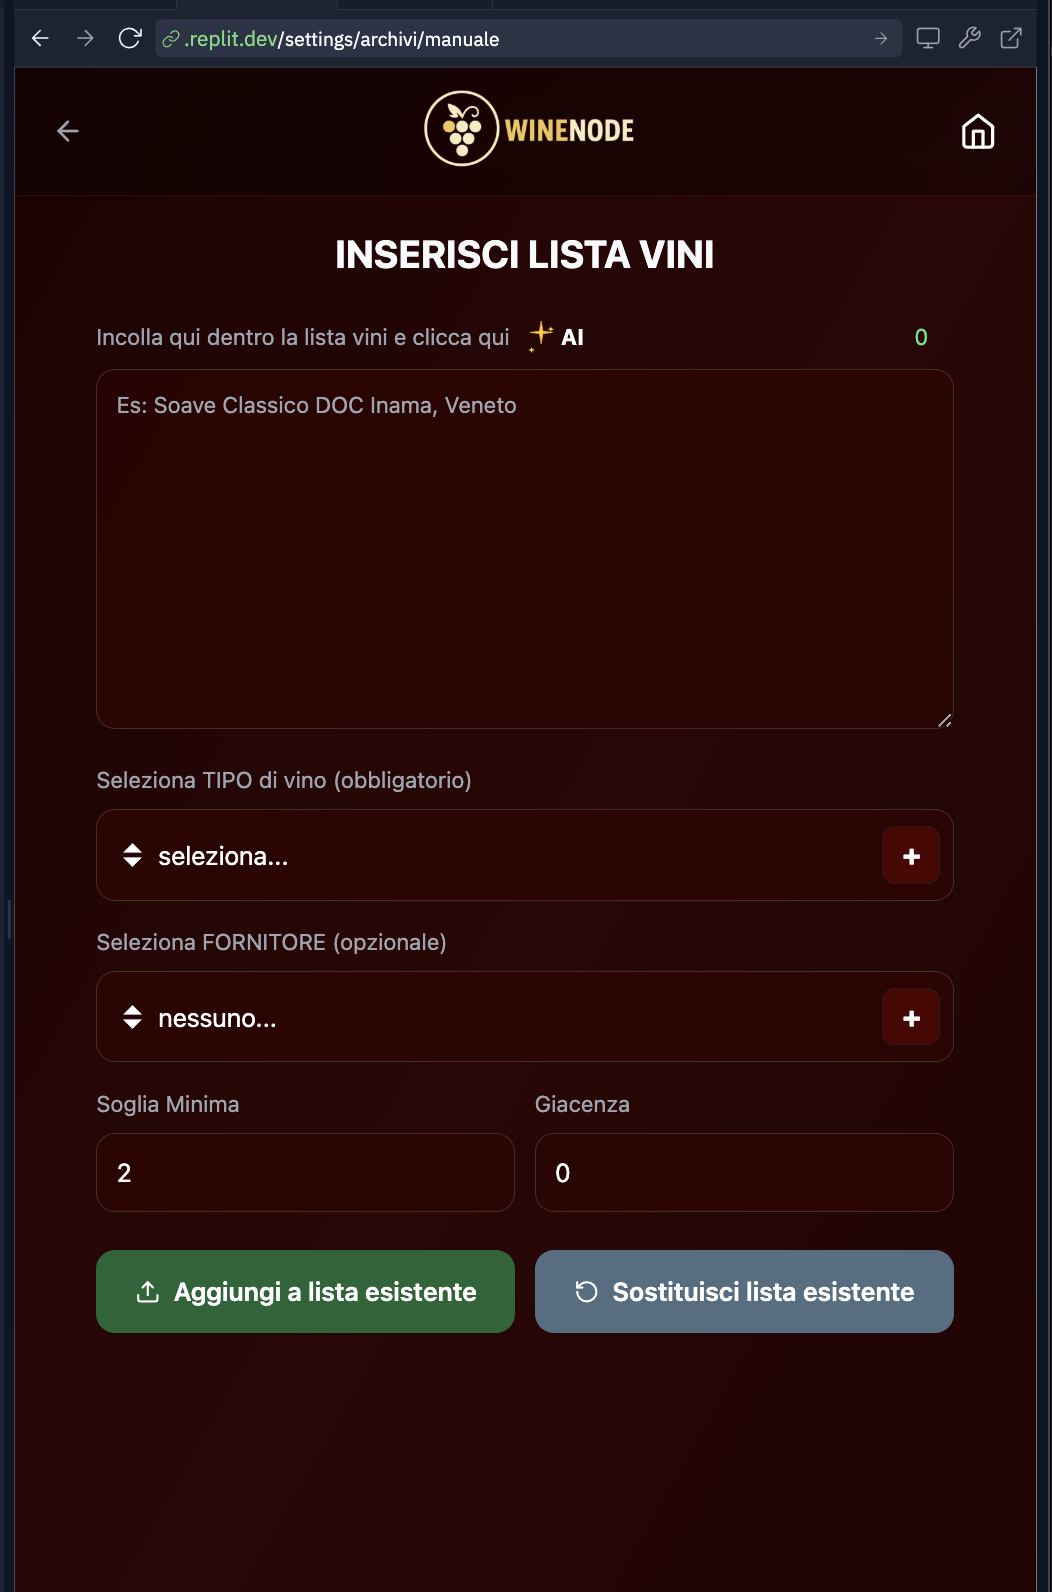 .replit.dev/settings/archivi/manuale
WINENODE
INSERISCI LISTA VINI
Incolla qui dentro la lista vini e clicca qui ✨ AI 0
Es: Soave Classico DOC Inama, Veneto
Seleziona TIPO di vino (obbligatorio)
seleziona...
Seleziona FORNITORE (opzionale)
nessuno...
Soglia Minima Giacenza
2 0
Aggiungi a lista esistente Sostituisci lista esistente